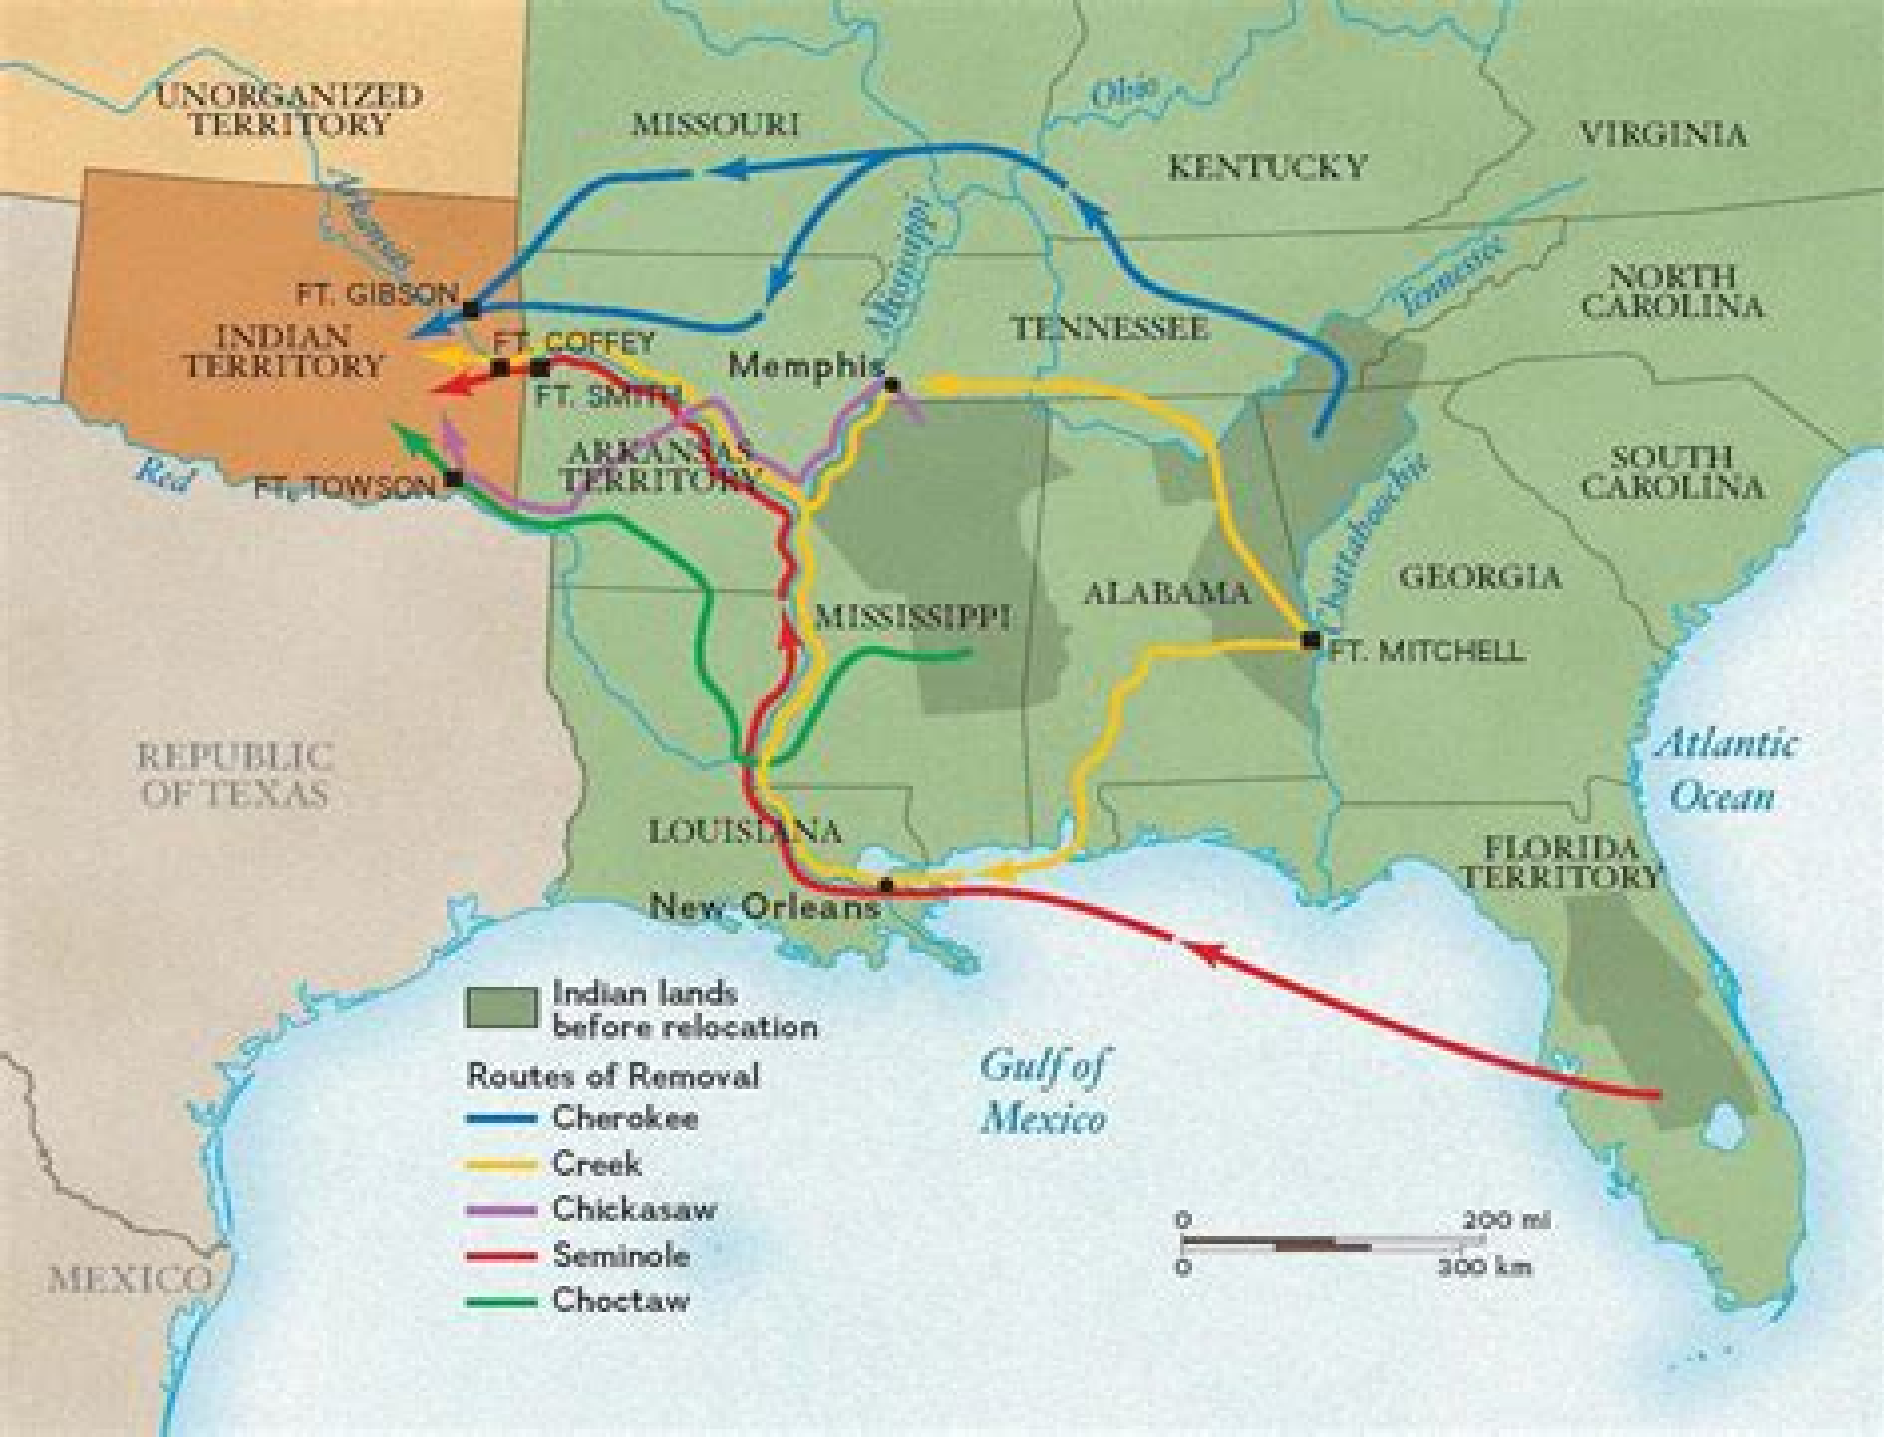 UNORGANIZED
TERRITORY
MISSOURI
Ohio
KENTUCKY
VIRGINIA
Arkansas
Mississippi
Tennessee
NORTH
CAROLINA
FT. GIBSON
INDIAN
TERRITORY
FT. COFFEY
TENNESSEE
Memphis
FT. SMITH
ARKANSAS
TERRITORY
Red
FT. TOWSON
SOUTH
CAROLINA
Chattahoochie
ALABAMA
GEORGIA
MISSISSIPPI
FT. MITCHELL
REPUBLIC
OF TEXAS
Atlantic
Ocean
LOUISIANA
FLORIDA
TERRITORY
New Orleans
Indian lands
before relocation
Routes of Removal
Cherokee
Creek
Chickasaw
Seminole
Choctaw
Gulf of
Mexico
0 200 mi
0 300 km
MEXICO